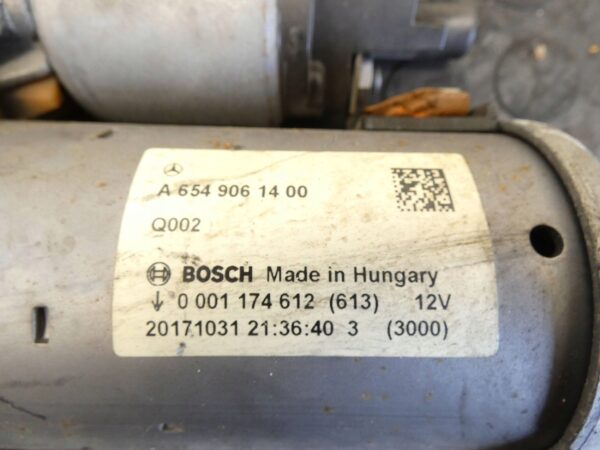 A 654 906 14 00
Q002
BOSCH Made in Hungary
0 001 174 612 (613) 12V
20171031 21:36:40 3 (3000)